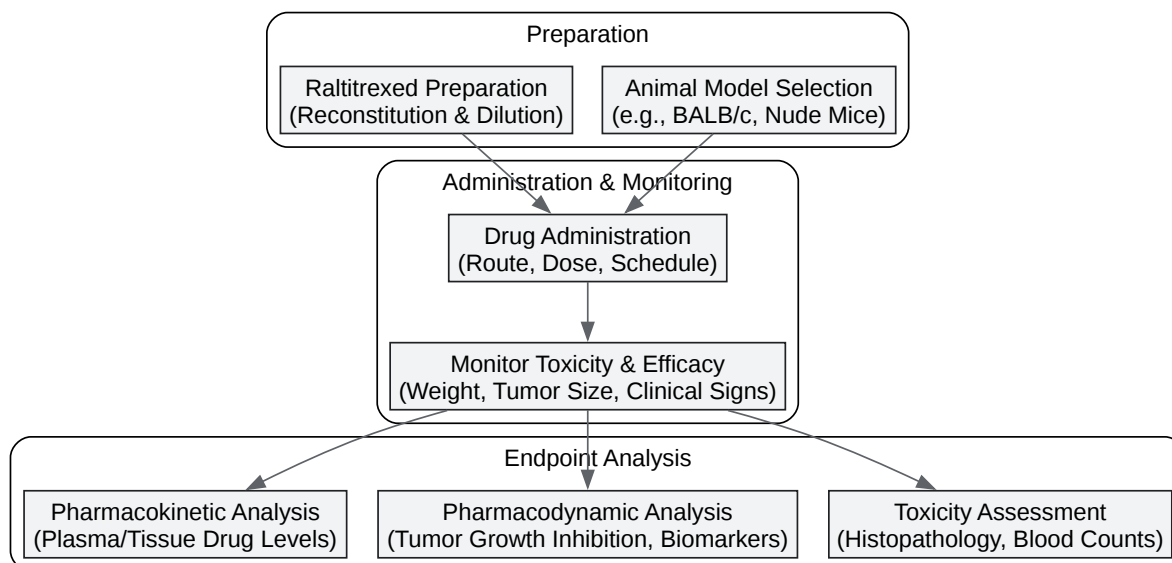 Preparation
Raltitrexed Preparation
(Reconstitution & Dilution)
Animal Model Selection
(e.g., BALB/c, Nude Mice)
Administration & Monitoring
Drug Administration
(Route, Dose, Schedule)
Monitor Toxicity & Efficacy
(Weight, Tumor Size, Clinical Signs)
Endpoint Analysis
Pharmacokinetic Analysis
(Plasma/Tissue Drug Levels)
Pharmacodynamic Analysis
(Tumor Growth Inhibition, Biomarkers)
Toxicity Assessment
(Histopathology, Blood Counts)